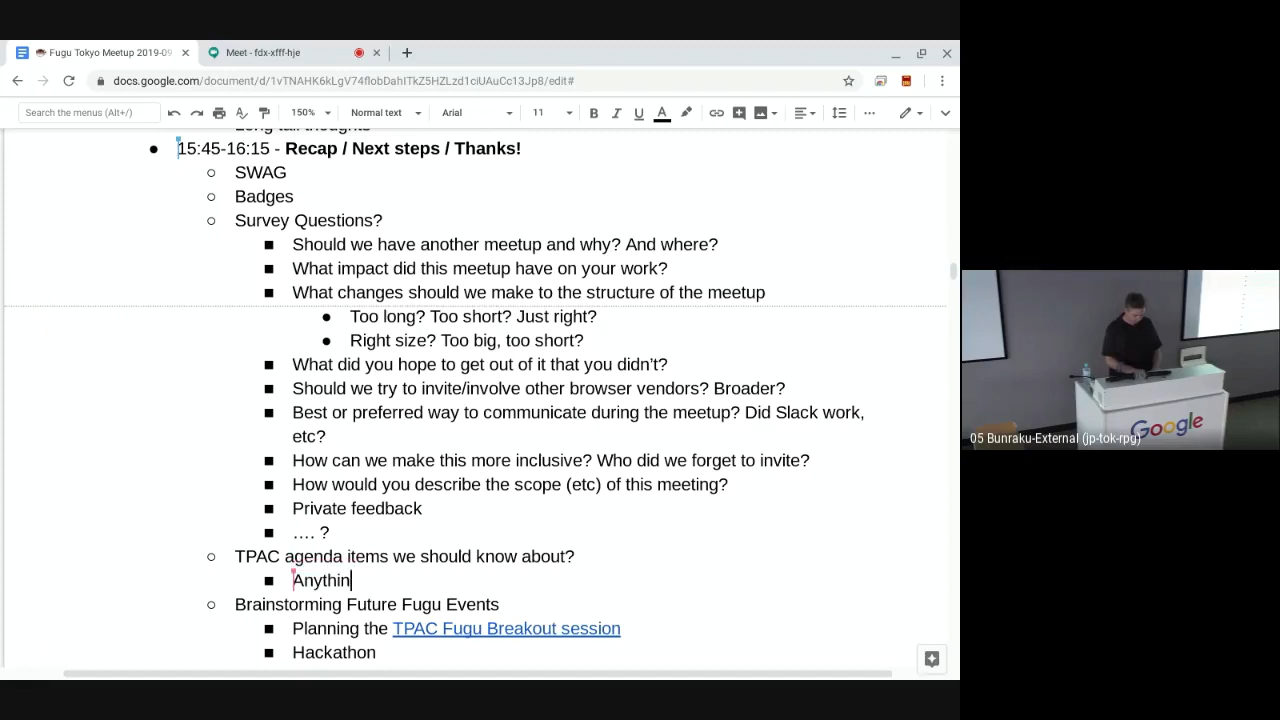 Fugu Tokyo Meetup 2019-09
Meet - fdx-xfff-hje
docs.google.com/document/d/1vTNAHK6kLgV74flobDahITkZ5HZLzd1ciUAuCc13Jp8/edit#
Search the menus (Alt+/)
150%
Normal text
Arial
11
Long tail thoughts
15:45-16:15 - Recap / Next steps / Thanks!
SWAG
Badges
Survey Questions?
Should we have another meetup and why? And where?
What impact did this meetup have on your work?
What changes should we make to the structure of the meetup
Too long? Too short? Just right?
Right size? Too big, too short?
What did you hope to get out of it that you didn't?
Should we try to invite/involve other browser vendors? Broader?
Best or preferred way to communicate during the meetup? Did Slack work,
etc?
How can we make this more inclusive? Who did we forget to invite?
How would you describe the scope (etc) of this meeting?
Private feedback
…. ?
TPAC agenda items we should know about?
Anythin
Brainstorming Future Fugu Events
Planning the TPAC Fugu Breakout session
Hackathon
Google
05 Bunraku-External (jp-tok-rpg)